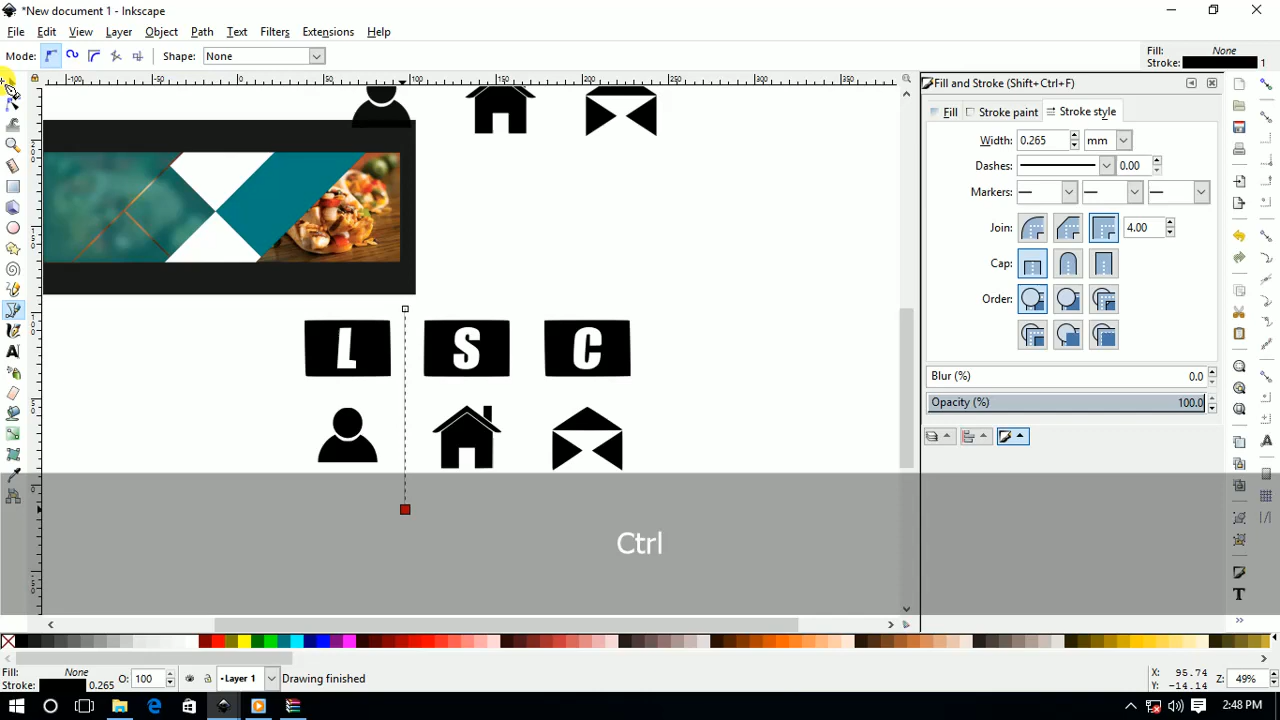 *New document 1 - Inkscape
File Edit View Layer Object Path Text Filters Extensions Help
Mode: Shape: None Fill: None
Stroke: 1
Fill and Stroke (Shift+Ctrl+F)
Fill Stroke paint Stroke style
Width: 0.265 mm
Dashes: 0.00
Markers:
Join: 4.00
Cap:
Order:
Blur (%) 0.0
Opacity (%) 100.0
L S C
Ctrl
Fill: None
Stroke: 0.265 O: 100 Layer 1 Drawing finished
X: 95.74
Y: -14.14
Z: 49%
2:48 PM